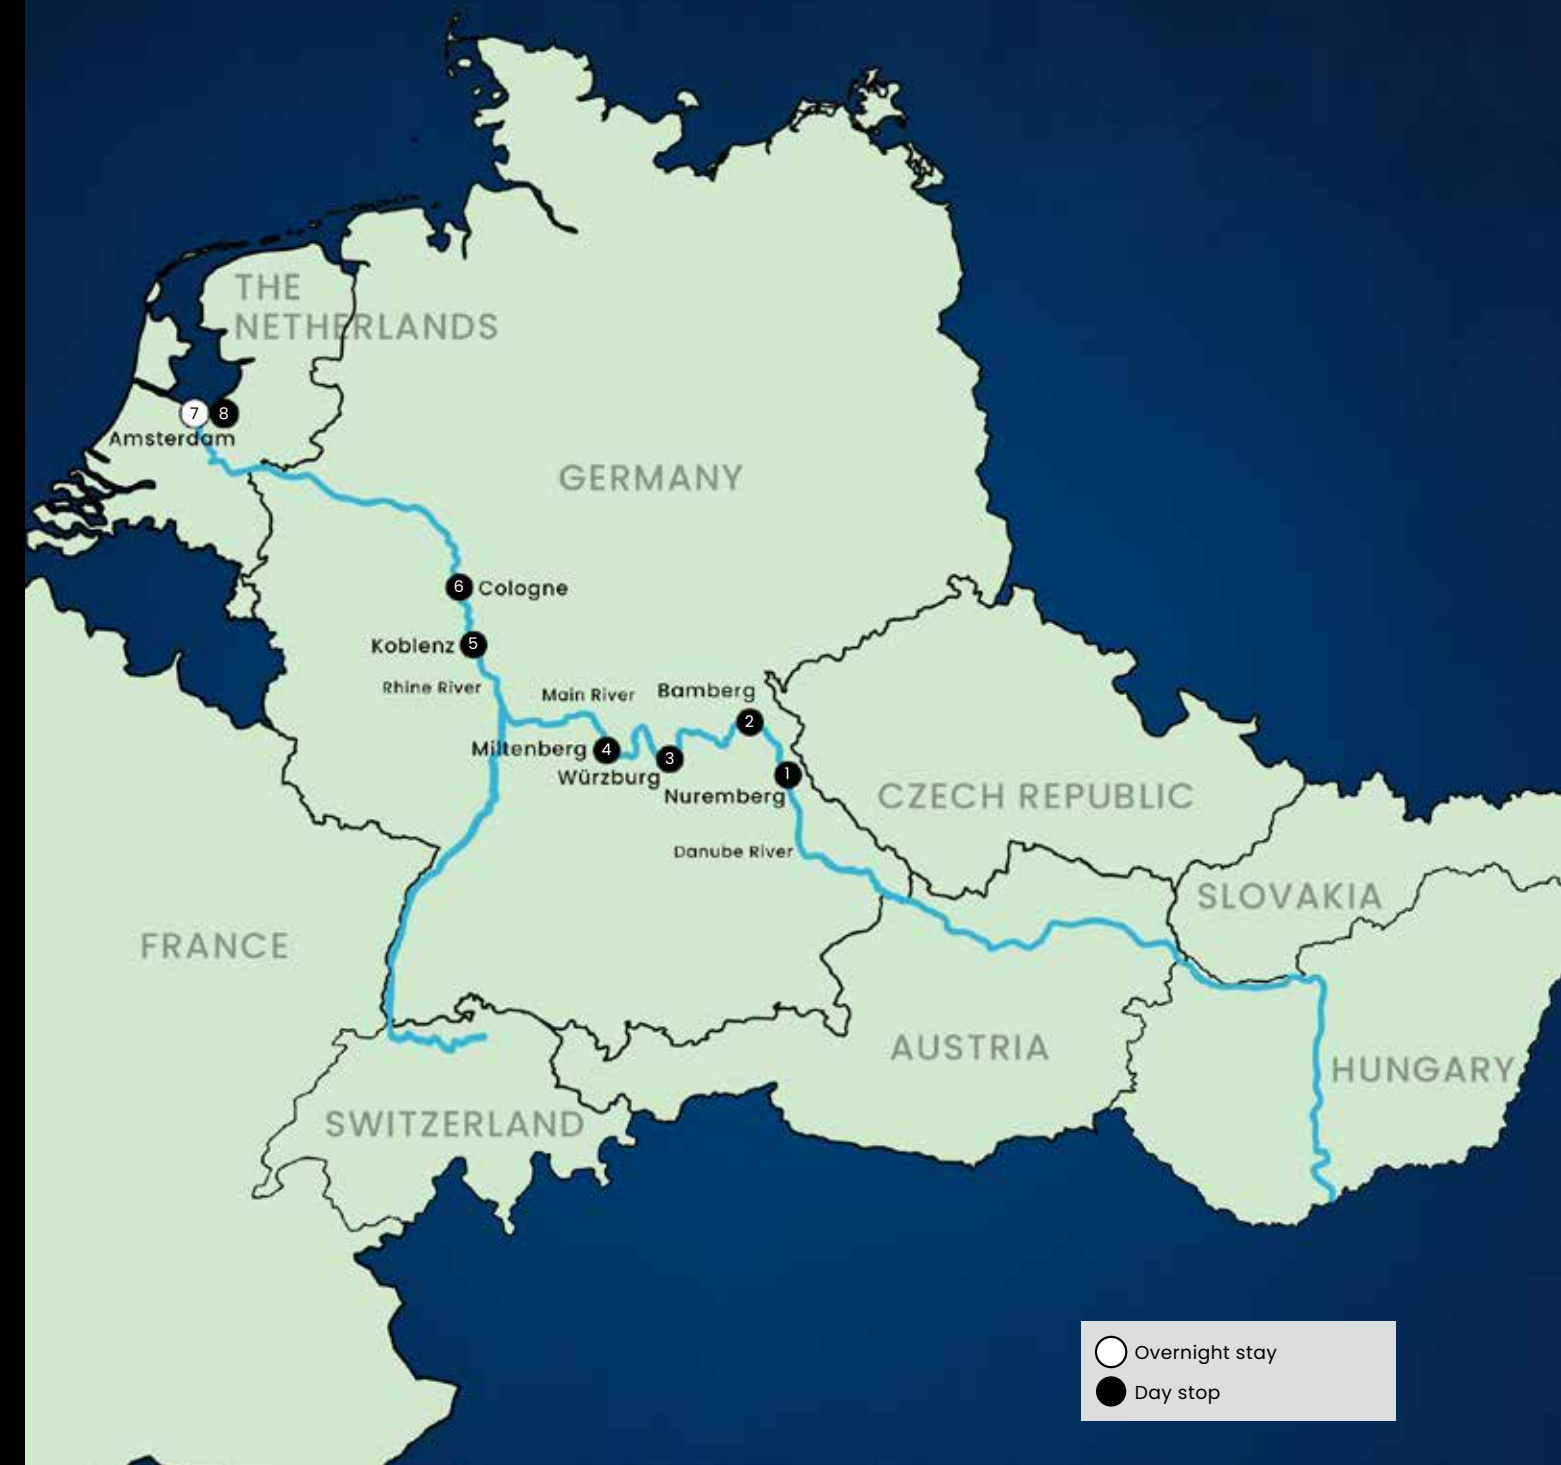 THE
NETHERLANDS
7 8
Amsterdam
GERMANY
6 Cologne
Koblenz 5
Rhine River
Main River
Bamberg
2
Miltenberg 4
3
Würzburg
1
Nuremberg
CZECH REPUBLIC
Danube River
SLOVAKIA
FRANCE
AUSTRIA
HUNGARY
SWITZERLAND
Overnight stay
Day stop